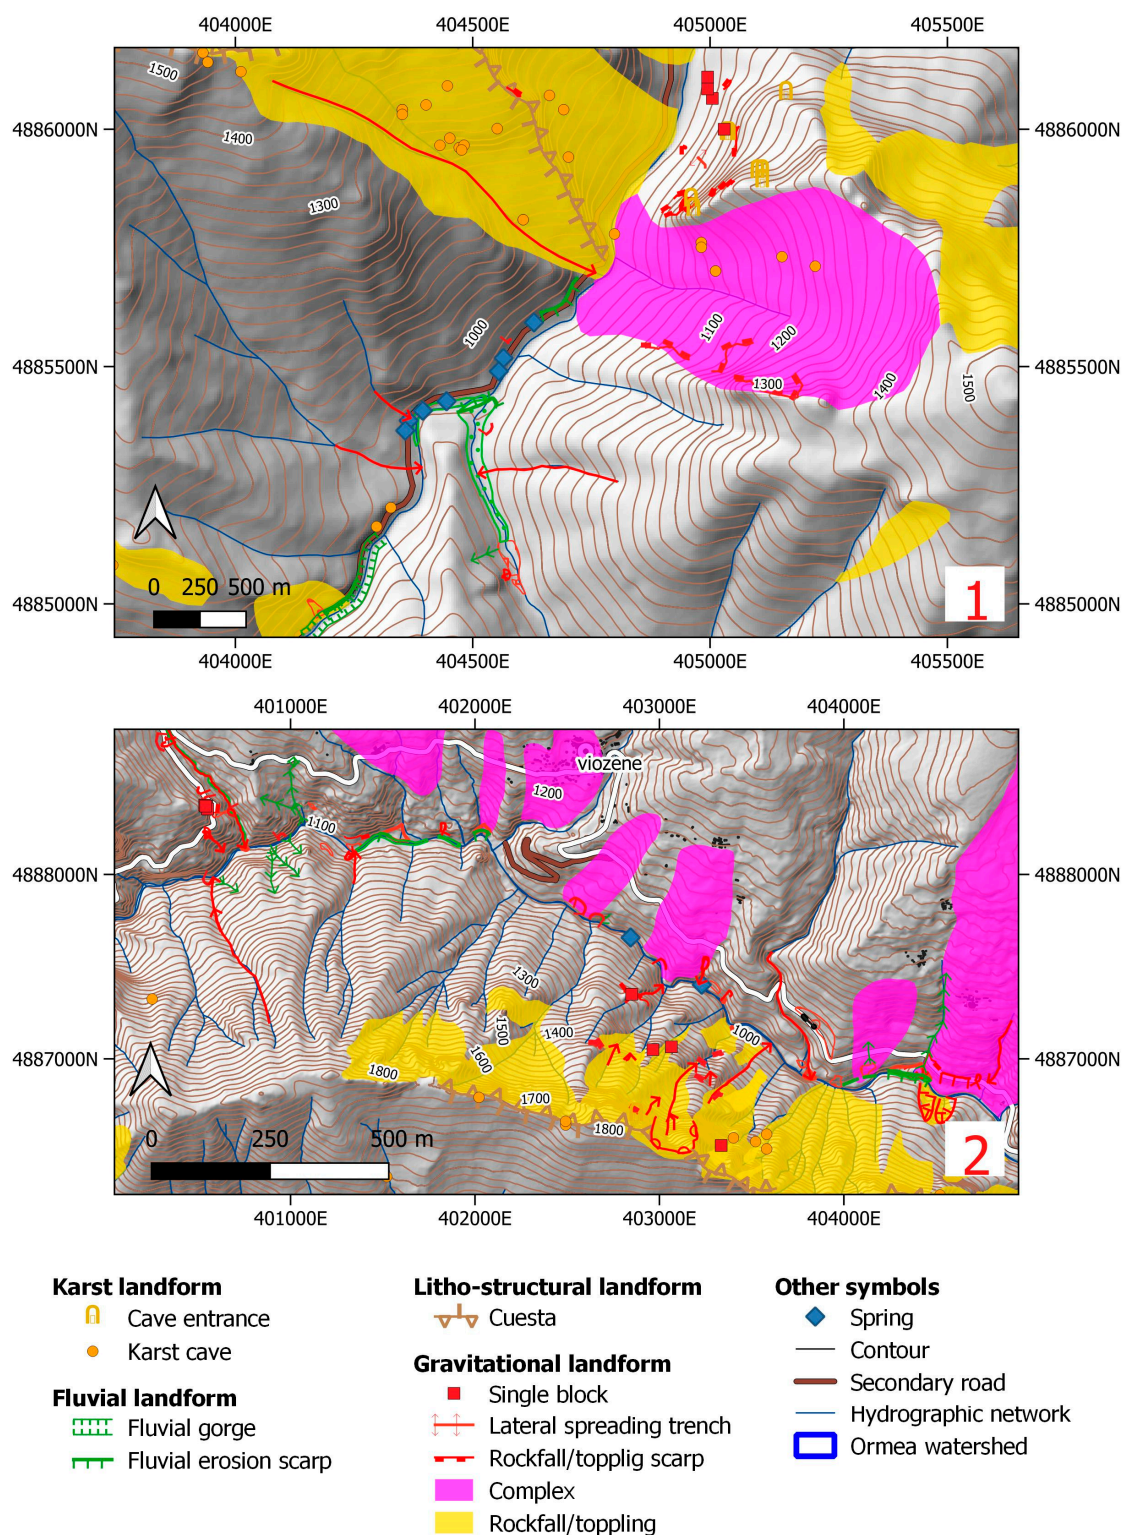 404000E 404500E 405000E 405500E
1500
4886000N 4886000N
1400
1300
1000
1100
1200
4885500N 4885500N
1300
1400
1500
0 250 500 m
4885000N 4885000N
1
404000E 404500E 405000E 405500E
401000E 402000E 403000E 404000E
viozene
1200
1100
4888000N 4888000N
1300
1500
1400
1000
1600
4887000N 4887000N
1800
1700
1800
0 250 500 m
2
401000E 402000E 403000E 404000E
Karst landform
Cave entrance
Karst cave
Fluvial landform
Fluvial gorge
Fluvial erosion scarp
Litho-structural landform
Cuesta
Gravitational landform
Single block
Lateral spreading trench
Rockfall/topplig scarp
Complex
Rockfall/toppling
Other symbols
Spring
Contour
Secondary road
Hydrographic network
Ormea watershed